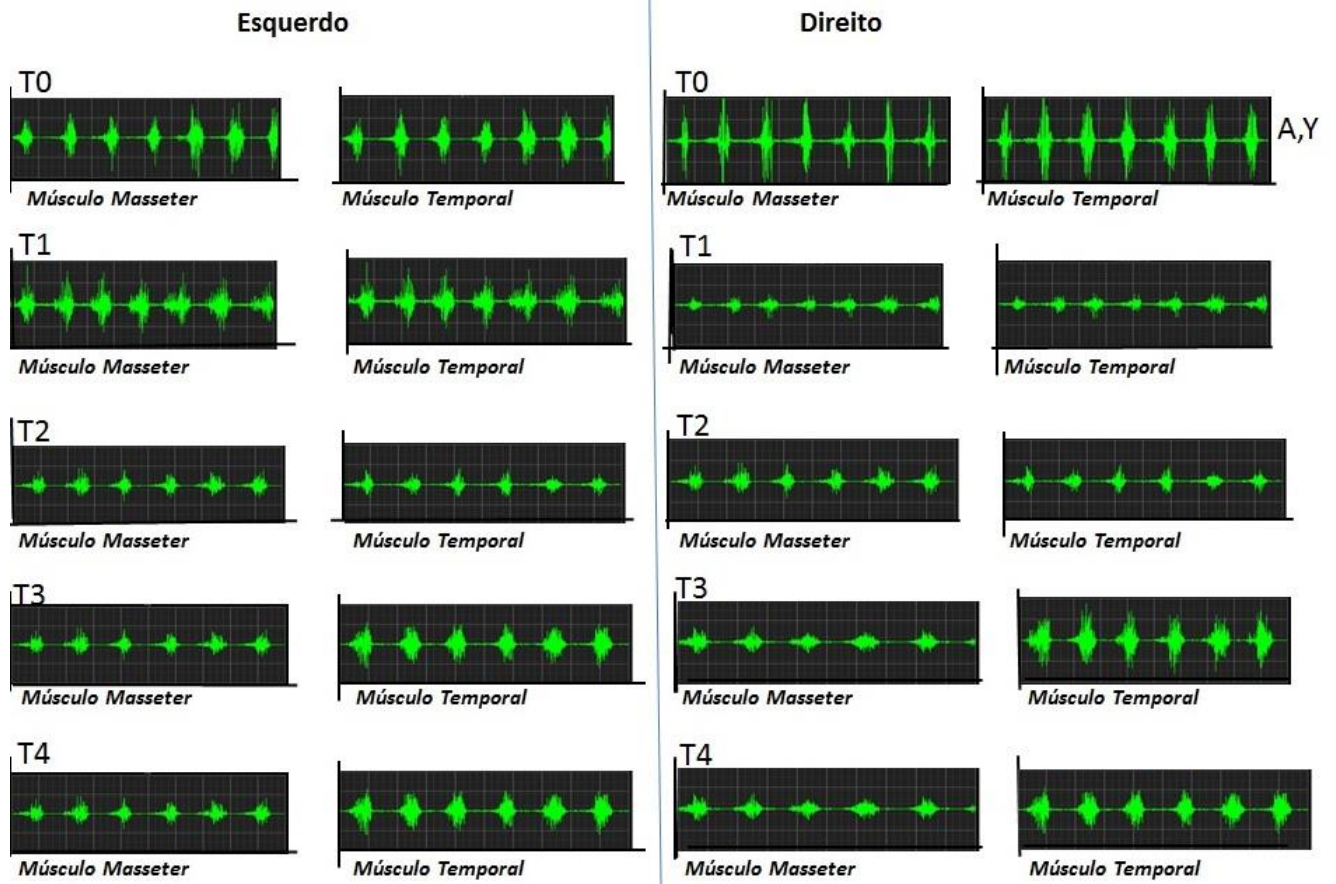 Esquerdo Direito
T0 T0
A,Y
Músculo Masseter Músculo Temporal Músculo Masseter Músculo Temporal
T1 T1
Músculo Masseter Músculo Temporal Músculo Masseter Músculo Temporal
T2 T2
Músculo Masseter Músculo Temporal Músculo Masseter Músculo Temporal
T3 T3
Músculo Masseter Músculo Temporal Músculo Masseter Músculo Temporal
T4 T4
Músculo Masseter Músculo Temporal Músculo Masseter Músculo Temporal